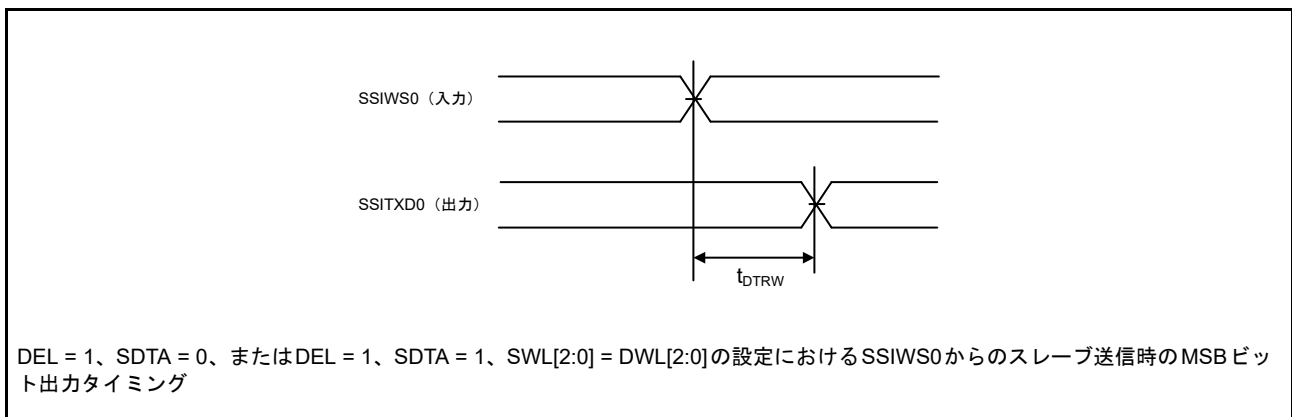 SSIWS0（入力）
SSITXD0（出力）
tDTRW
DEL = 1、SDTA = 0、またはDEL = 1、SDTA = 1、SWL[2:0] = DWL[2:0]の設定におけるSSIWS0からのスレーブ送信時のMSBビッ
ト出力タイミング